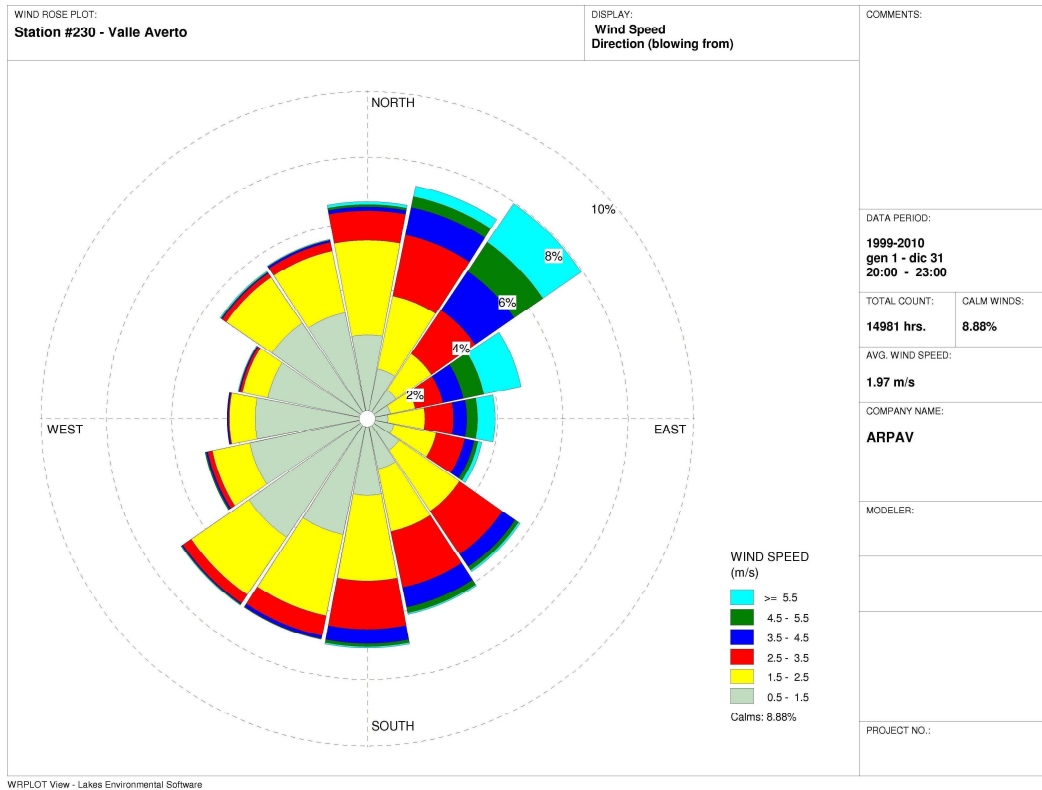 WIND ROSE PLOT:
Station #230 - Valle Averto
DISPLAY:
Wind Speed
Direction (blowing from)
COMMENTS:
NORTH
10%
8%
6%
4%
2%
WEST
EAST
SOUTH
WIND SPEED
(m/s)
>= 5.5
4.5 - 5.5
3.5 - 4.5
2.5 - 3.5
1.5 - 2.5
0.5 - 1.5
Calms: 8.88%
DATA PERIOD:
1999-2010
gen 1 - dic 31
20:00 - 23:00
TOTAL COUNT:
14981 hrs.
CALM WINDS:
8.88%
AVG. WIND SPEED:
1.97 m/s
COMPANY NAME:
ARPAV
MODELER:
PROJECT NO.:
WRPLOT View - Lakes Environmental Software